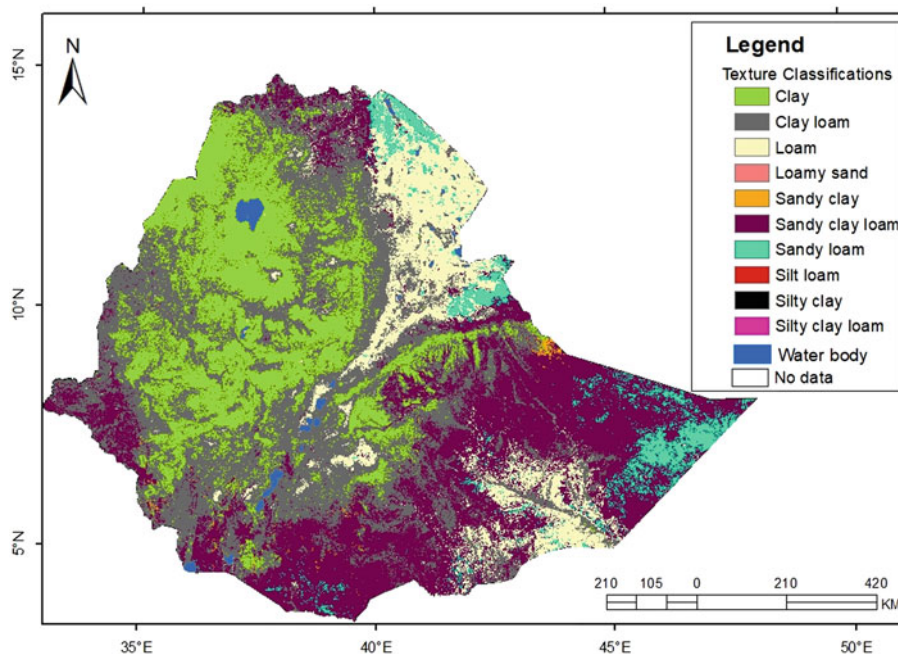 N
15°N
10°N
5°N
Legend
Texture Classifications
Clay
Clay loam
Loam
Loamy sand
Sandy clay
Sandy clay loam
Sandy loam
Silt loam
Silty clay
Silty clay loam
Water body
No data
210 105 0 210 420
KM
35°E 40°E 45°E 50°E